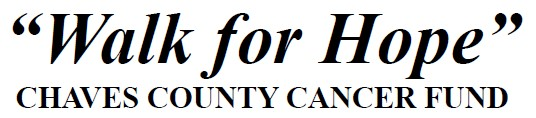 “Walk for Hope”
CHAVES COUNTY CANCER FUND